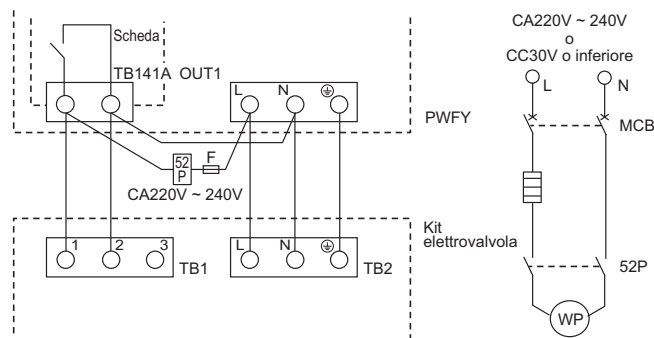 Scheda
TB141A OUT1
L N
PWFY
52
P
F
CA220V ~ 240V
Kit
elettrovalvola
1 2 3
TB1
L N
TB2
CA220V ~ 240V
o
CC30V o inferiore
L N
MCB
52P
WP